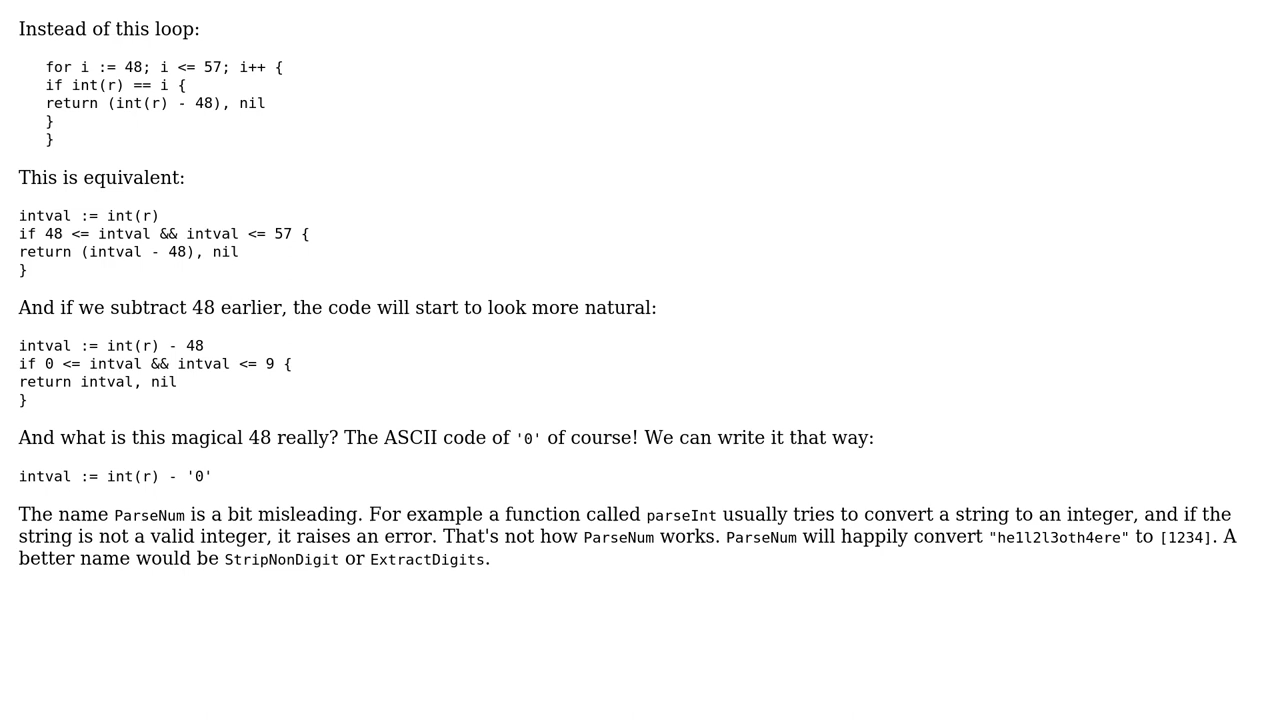 Instead of this loop:
for i := 48; i <= 57; i++ {
if int(r) == i {
return (int(r) - 48), nil
}
}
This is equivalent:
intval := int(r)
if 48 <= intval && intval <= 57 {
return (intval - 48), nil
}
And if we subtract 48 earlier, the code will start to look more natural:
intval := int(r) - 48
if 0 <= intval && intval <= 9 {
return intval, nil
}
And what is this magical 48 really? The ASCII code of '0' of course! We can write it that way:
intval := int(r) - '0'
The name ParseNum is a bit misleading. For example a function called parseInt usually tries to convert a string to an integer, and if the
string is not a valid integer, it raises an error. That's not how ParseNum works. ParseNum will happily convert "he1l2l3oth4ere" to [1234]. A
better name would be StripNonDigit or ExtractDigits.